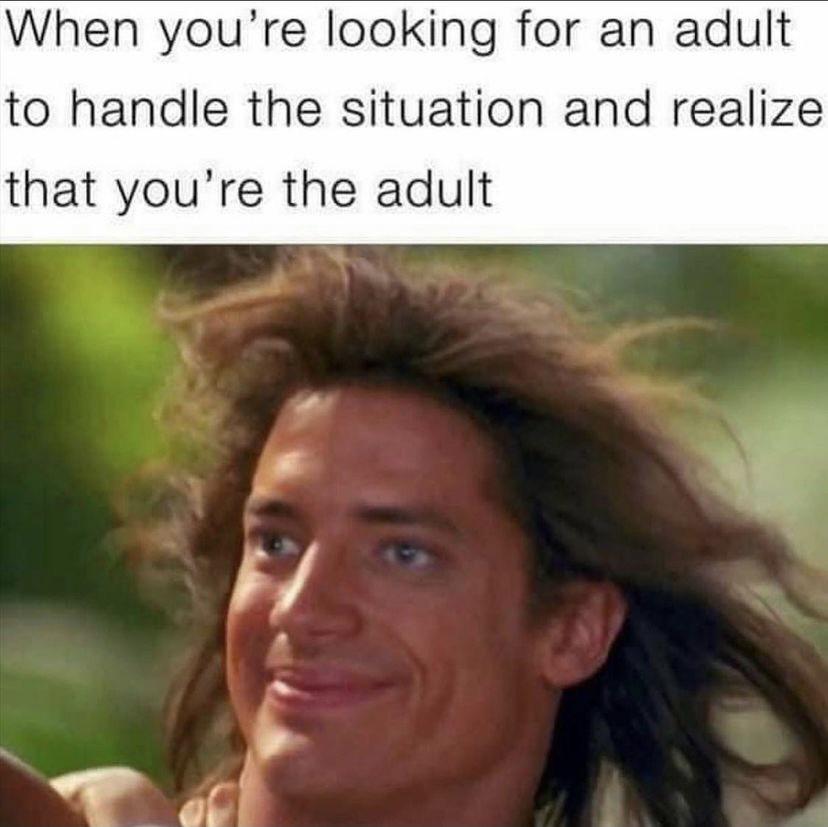 When you’re looking for an adult
to handle the situation and realize
that you’re the adult